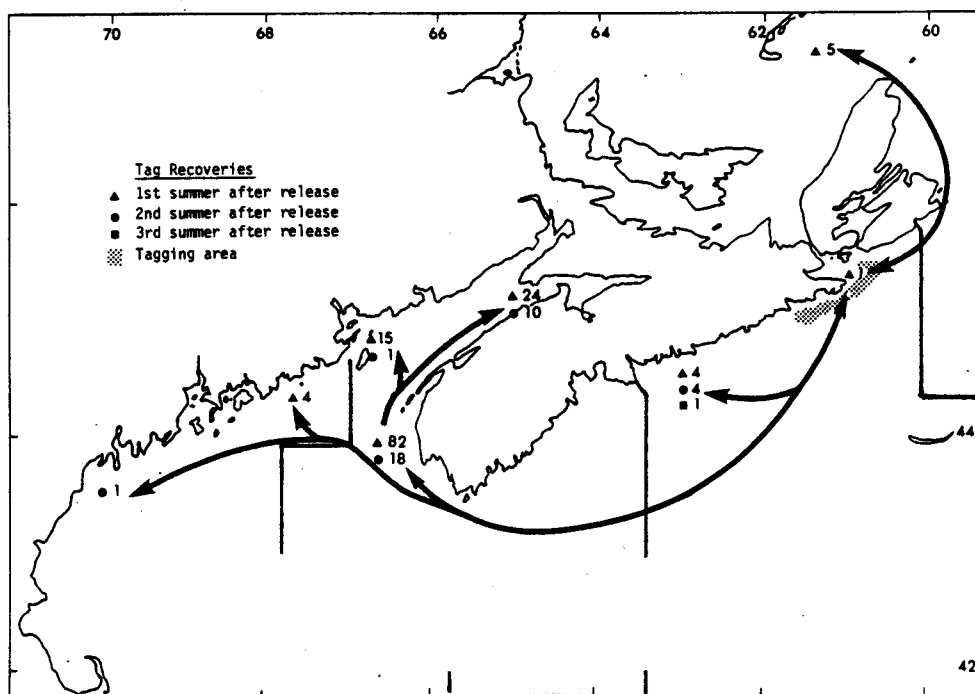 70 68 66 64 62 60
5
Tag Recoveries
1st summer after release
2nd summer after release
3rd summer after release
Tagging area
24
10
15
1
4
4
4
1
82
18
44
1
42